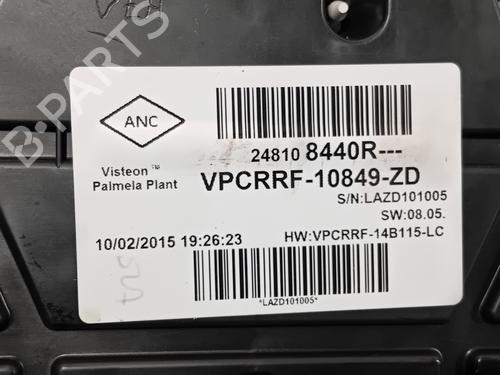 ANC
Visteon™
Palmela Plant
24810 8440R---
VPCRRF-10849-ZD
S/N:LAZD101005
SW:08.05.
10/02/2015 19:26:23
HW:VPCRRF-14B115-LC
*LAZD101005*
B-PARTS